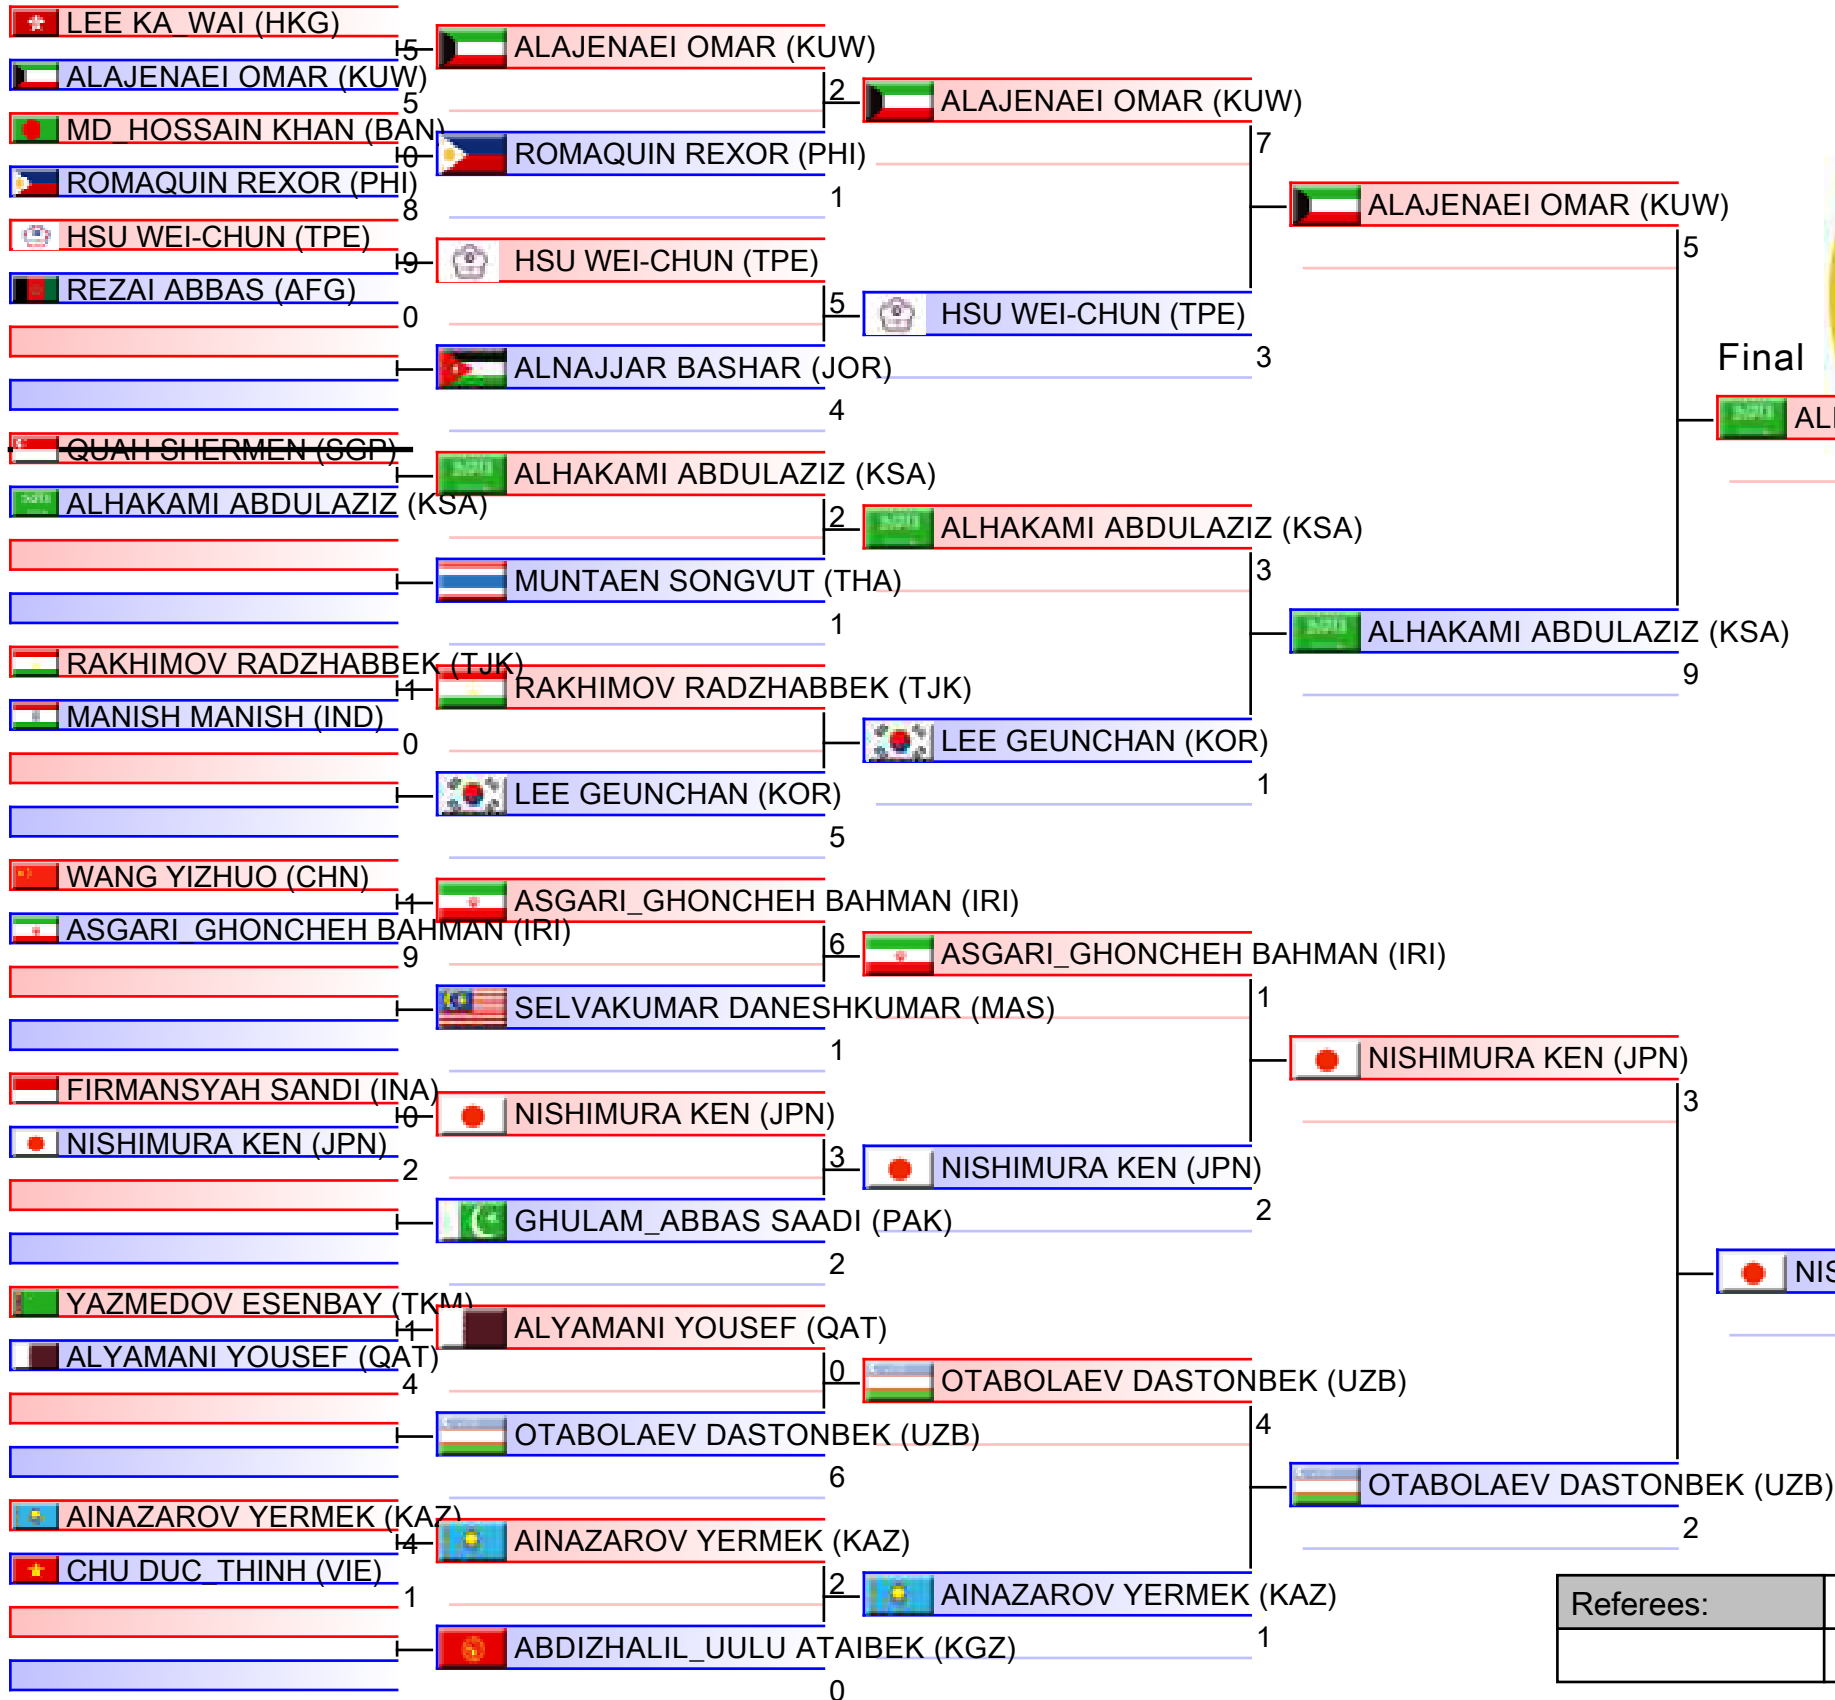 LEE KA_WAI (HKG)
5
ALAJENAEI OMAR (KUW)
5
MD_HOSSAIN KHAN (BAN)
0
ROMAQUIN REXOR (PHI)
8
HSU WEI-CHUN (TPE)
9
REZAI ABBAS (AFG)
0
QUAH SHERMEN (SGP)
ALHAKAMI ABDULAZIZ (KSA)
RAKHIMOV RADZHABBEK (TJK)
1
MANISH MANISH (IND)
0
WANG YIZHUO (CHN)
1
ASGARI_GHONCHEH BAHMAN (IRI)
9
FIRMANSYAH SANDI (INA)
0
NISHIMURA KEN (JPN)
2
YAZMEDOV ESENBAY (TKM)
1
ALYAMANI YOUSEF (QAT)
4
AINAZAROV YERMEK (KAZ)
4
CHU DUC_THINH (VIE)
1
ALAJENAEI OMAR (KUW)
2
ROMAQUIN REXOR (PHI)
1
HSU WEI-CHUN (TPE)
5
ALNAJJAR BASHAR (JOR)
4
ALHAKAMI ABDULAZIZ (KSA)
2
MUNTAEN SONGVUT (THA)
1
RAKHIMOV RADZHABBEK (TJK)
LEE GEUNCHAN (KOR)
5
ASGARI_GHONCHEH BAHMAN (IRI)
6
SELVAKUMAR DANESHKUMAR (MAS)
1
NISHIMURA KEN (JPN)
3
GHULAM_ABBAS SAADI (PAK)
2
ALYAMANI YOUSEF (QAT)
0
OTABOLAEV DASTONBEK (UZB)
6
AINAZAROV YERMEK (KAZ)
2
ABDIZHALIL_UULU ATAIBEK (KGZ)
0
ALAJENAEI OMAR (KUW)
7
HSU WEI-CHUN (TPE)
3
ALHAKAMI ABDULAZIZ (KSA)
3
LEE GEUNCHAN (KOR)
1
ASGARI_GHONCHEH BAHMAN (IRI)
1
NISHIMURA KEN (JPN)
2
OTABOLAEV DASTONBEK (UZB)
4
AINAZAROV YERMEK (KAZ)
1
ALAJENAEI OMAR (KUW)
5
ALHAKAMI ABDULAZIZ (KSA)
9
NISHIMURA KEN (JPN)
3
OTABOLAEV DASTONBEK (UZB)
2
Final
Referees: